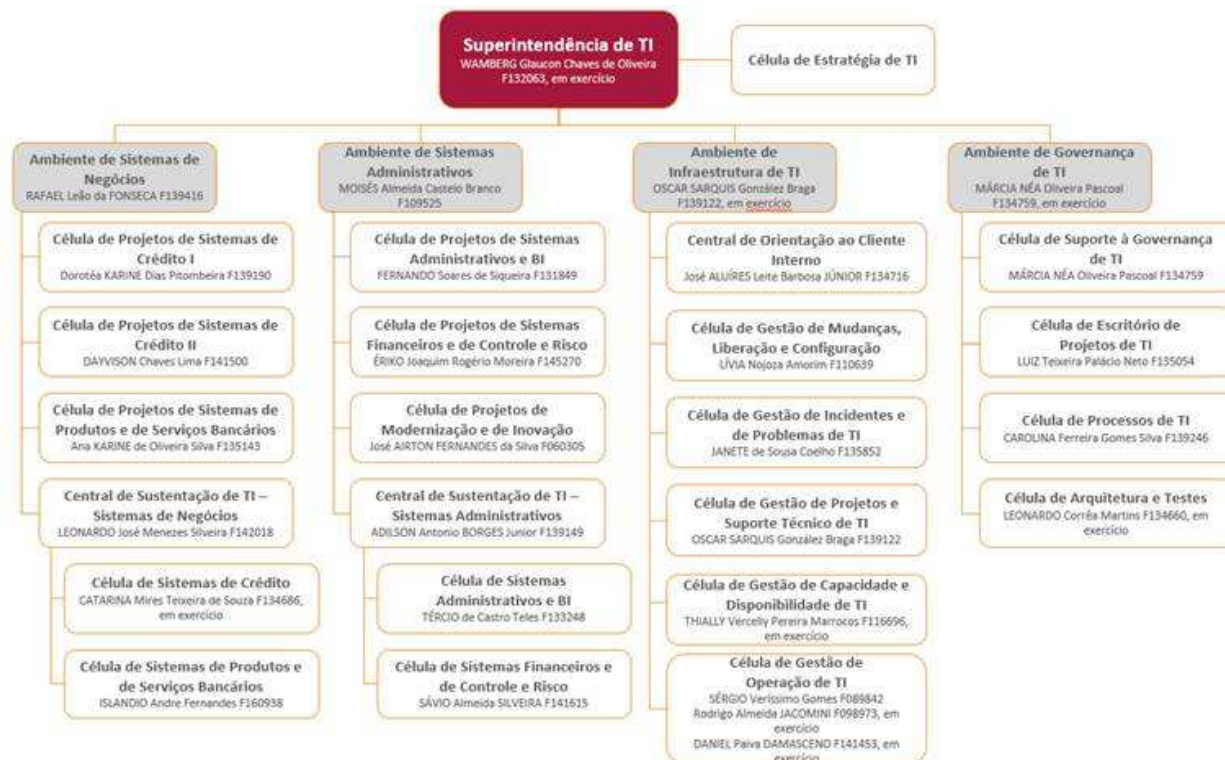 Superintendência de TI
WAMBERG Glaucon Chaves de Oliveira
F132063, em exercício
Célula de Estratégia de TI
Ambiente de Sistemas de
Negócios
RAFAEL Leão da FONSECA F139416
Célula de Projetos de Sistemas de
Crédito I
Dorotéa KARINE Dias Pitombeira F139190
Célula de Projetos de Sistemas de
Crédito II
DAYVISON Chaves Lima F141500
Célula de Projetos de Sistemas de
Produtos e de Serviços Bancários
Ana KARINE de Oliveira Silva F135143
Central de Sustentação de TI –
Sistemas de Negócios
LEONARDO José Menezes Silveira F142018
Célula de Sistemas de Crédito
CATARINA Mires Teixeira de Souza F134686,
em exercício
Célula de Sistemas de Produtos e
de Serviços Bancários
ISLANDIO Andre Fernandes F160938
Ambiente de Sistemas
Administrativos
MOISÉS Almeida Castelo Branco
F109525
Célula de Projetos de Sistemas
Administrativos e BI
FERNANDO Soares de Siqueira F131849
Célula de Projetos de Sistemas
Financeiros e de Controle e Risco
ÉRIKO Joaquim Rogério Moreira F145270
Célula de Projetos de
Modernização e de Inovação
José AIRTON FERNANDES da Silva F060305
Central de Sustentação de TI –
Sistemas Administrativos
ADILSON Antonio BORGES Junior F139149
Célula de Sistemas
Administrativos e BI
TÉRCIO de Castro Teles F133248
Célula de Sistemas Financeiros e
de Controle e Risco
SÁVIO Almeida SILVEIRA F141615
Ambiente de
Infraestrutura de TI
OSCAR SARQUIS González Braga
F139122, em exercício
Central de Orientação ao Cliente
Interno
José ALUÍRES Leite Barbosa JÚNIOR F134716
Célula de Gestão de Mudanças,
Liberação e Configuração
LÍVIA Nojoza Amorim F110639
Célula de Gestão de Incidentes e
de Problemas de TI
JANETE de Sousa Coelho F135852
Célula de Gestão de Projetos e
Suporte Técnico de TI
OSCAR SARQUIS González Braga F139122
Célula de Gestão de Capacidade e
Disponibilidade de TI
THIALLY Vercelly Pereira Marrocos F116696,
em exercício
Célula de Gestão de
Operação de TI
SÉRGIO Veríssimo Gomes F089842
Rodrigo Almeida JACOMINI F098973, em
exercício
DANIEL Paiva DAMASCENO F141453, em
exercício
Ambiente de Governança
de TI
MÁRCIA NÉA Oliveira Pascoal
F134759, em exercício
Célula de Suporte à Governança
de TI
MÁRCIA NÉA Oliveira Pascoal F134759
Célula de Escritório de
Projetos de TI
LUIZ Teixeira Palácio Neto F135054
Célula de Processos de TI
CAROLINA Ferreira Gomes Silva F139246
Célula de Arquitetura e Testes
LEONARDO Corrêa Martins F134660, em
exercício